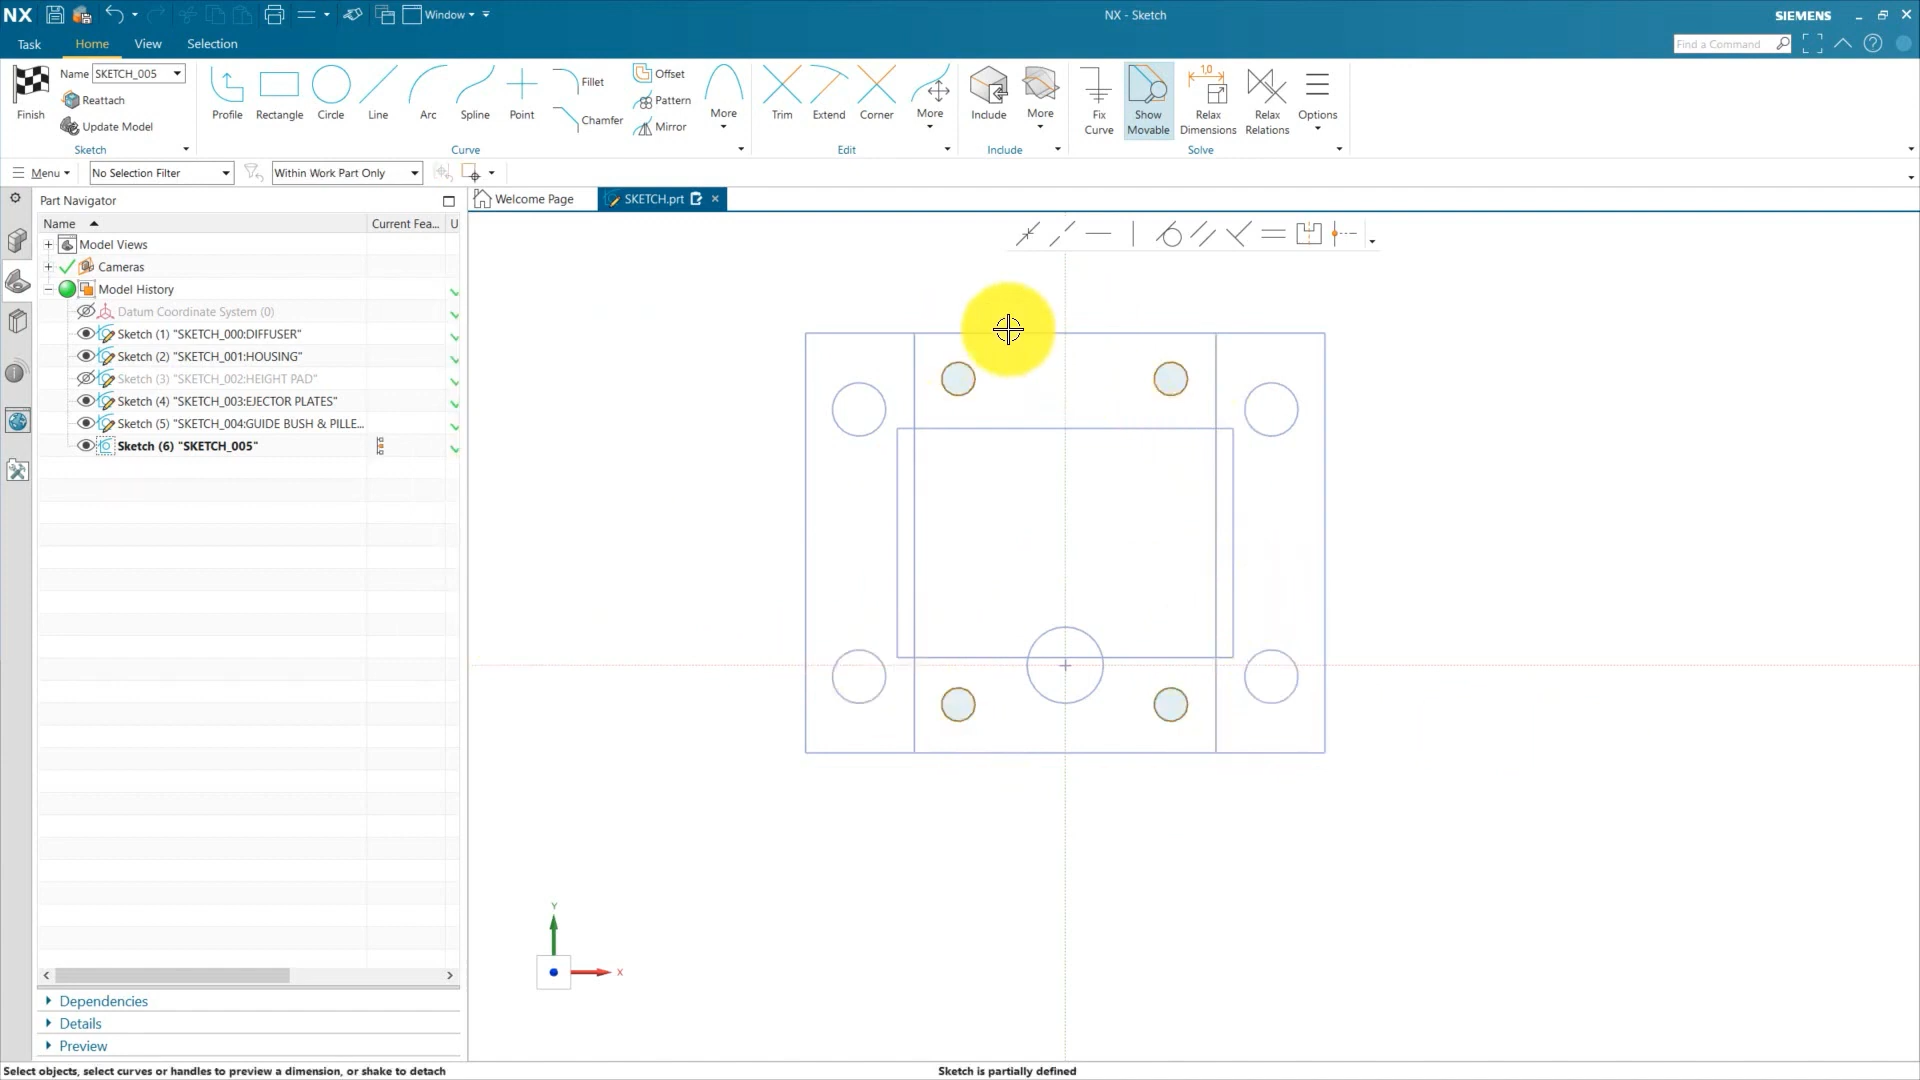 NX
Window
NX - Sketch
SIEMENS
Task
Home
View
Selection
Find a Command
Name
SKETCH_005
Reattach
Update Model
Finish
Sketch
Profile
Rectangle
Circle
Line
Arc
Spline
Point
Fillet
Chamfer
Offset
Pattern
Mirror
More
Curve
Trim
Extend
Corner
More
Edit
Include
More
Include
Fix
Curve
Show
Movable
1,0
Relax
Dimensions
Relax
Relations
Options
Solve
Menu
No Selection Filter
Within Work Part Only
Part Navigator
Welcome Page
SKETCH.prt
Name
Current Fea...
U
Model Views
Cameras
Model History
Datum Coordinate System (0)
Sketch (1) "SKETCH_000:DIFFUSER"
Sketch (2) "SKETCH_001:HOUSING"
Sketch (3) "SKETCH_002:HEIGHT PAD"
Sketch (4) "SKETCH_003:EJECTOR PLATES"
Sketch (5) "SKETCH_004:GUIDE BUSH & PILLE...
Sketch (6) "SKETCH_005"
Y
X
Dependencies
Details
Preview
Select objects, select curves or handles to preview a dimension, or shake to detach
Sketch is partially defined